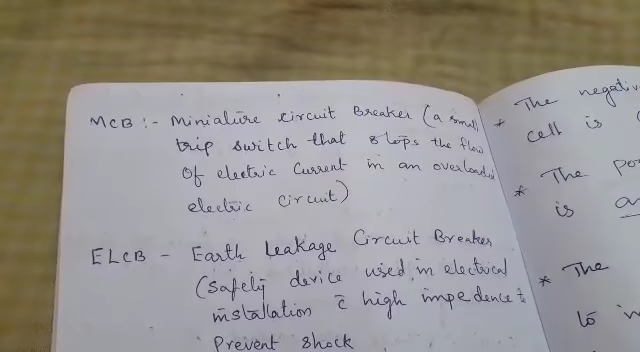 MCB :- Miniature circuit Breaker (a small
trip switch that stops the flow
of electric current in an overloaded
electric circuit)
ELCB - Earth Leakage Circuit Breaker
(safety device used in electrical
installation c̄ high impedence to
Prevent shock
* The negative
cell is
* The
is
* The
to